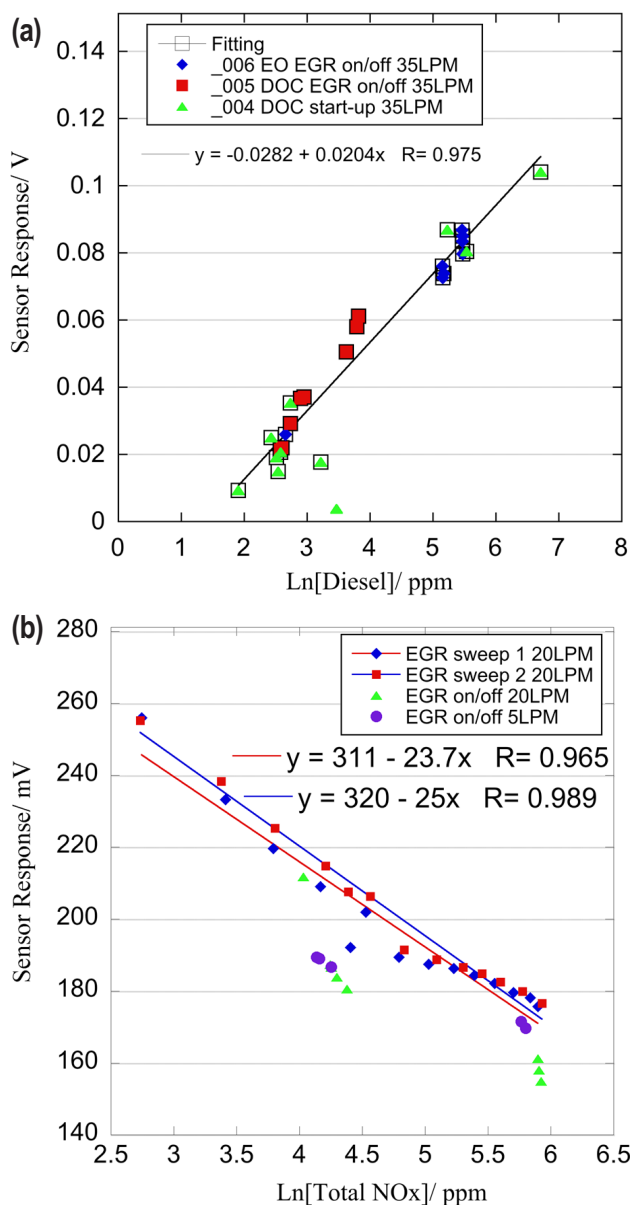 (a)
0.14
0.12
0.1
0.08
0.06
0.04
0.02
0
Sensor Response/ V
Fitting
_006 EO EGR on/off 35LPM
_005 DOC EGR on/off 35LPM
_004 DOC start-up 35LPM
y = -0.0282 + 0.0204x R= 0.975
0 1 2 3 4 5 6 7 8
Ln[Diesel]/ ppm
(b)
280
260
240
220
200
180
160
140
Sensor Response/ mV
EGR sweep 1 20LPM
EGR sweep 2 20LPM
EGR on/off 20LPM
EGR on/off 5LPM
y = 311 - 23.7x R= 0.965
y = 320 - 25x R= 0.989
2.5 3 3.5 4 4.5 5 5.5 6 6.5
Ln[Total NOx]/ ppm